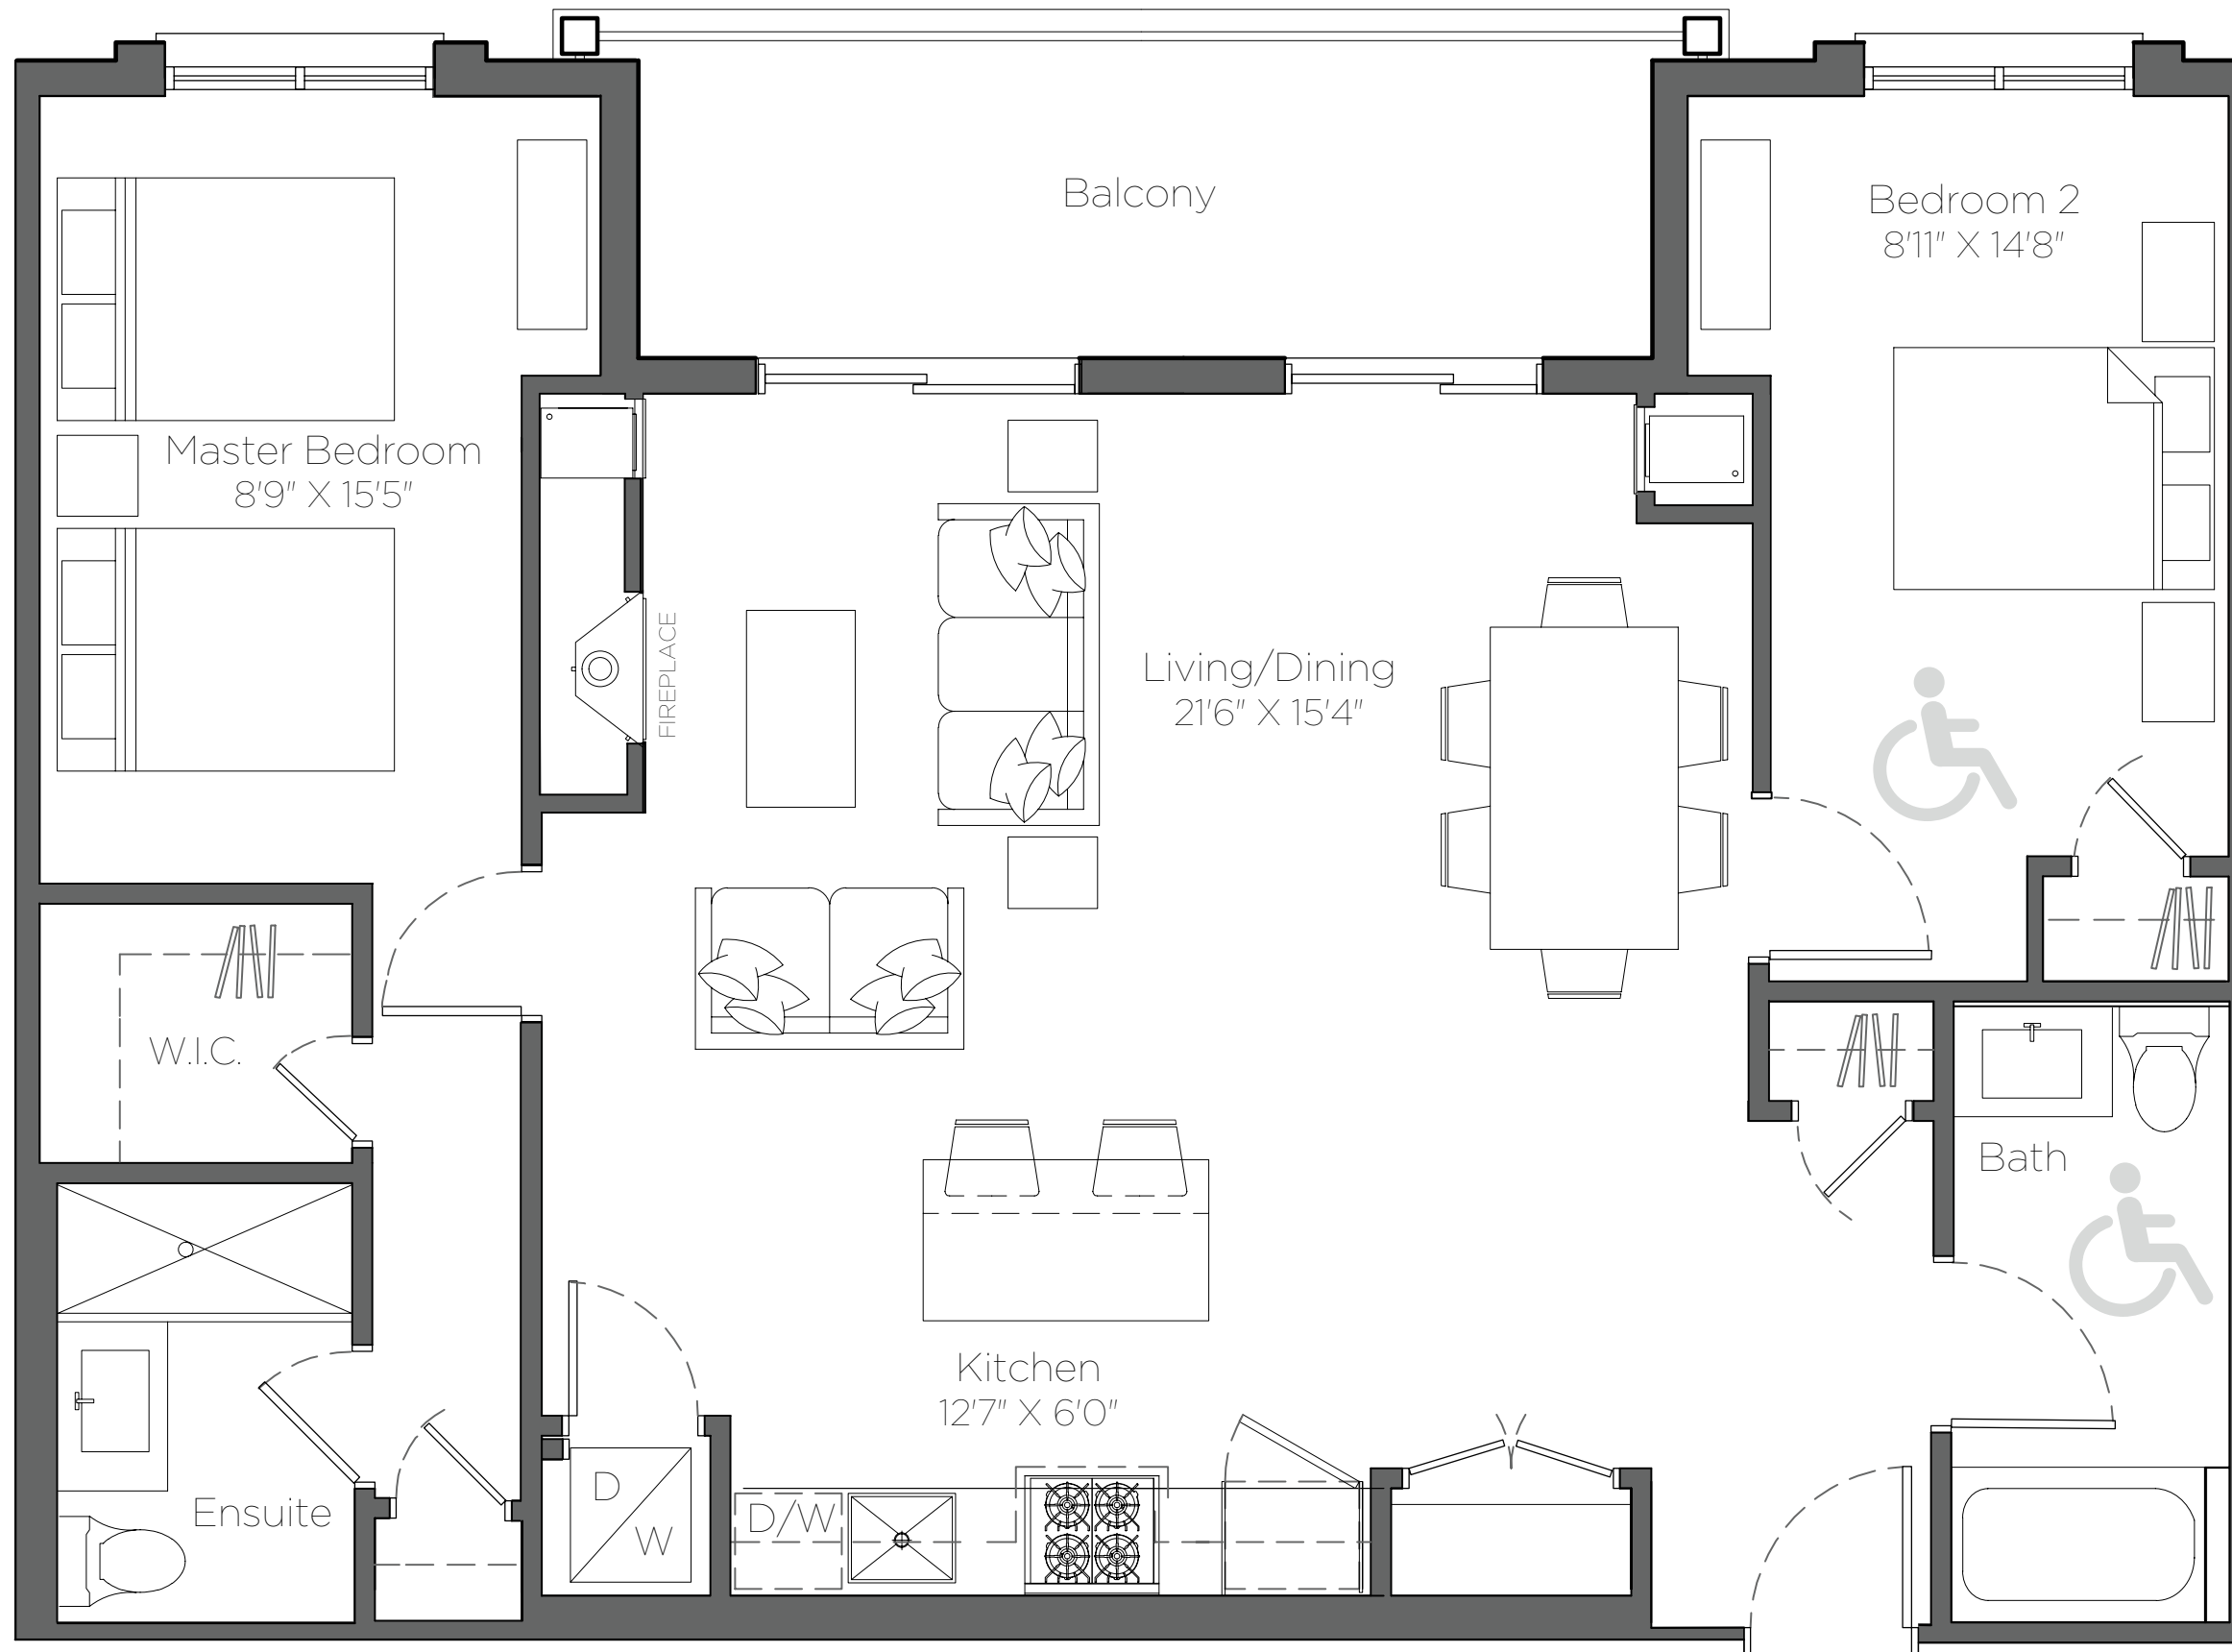 Balcony
Bedroom 2
8'11" X 14'8"
Master Bedroom
8'9" X 15'5"
FIREPLACE
Living/Dining
21'6" X 15'4"
W.I.C.
Bath
Kitchen
12'7" X 6'0"
Ensuite
D
W
D/W